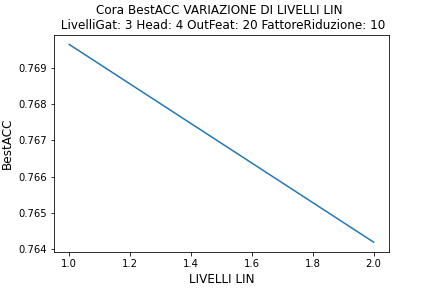 Cora BestACC VARIAZIONE DI LIVELLI LIN
LivelliGat: 3 Head: 4 OutFeat: 20 FattoreRiduzione: 10
BestACC
0.769
0.768
0.767
0.766
0.765
0.764
1.0 1.2 1.4 1.6 1.8 2.0
LIVELLI LIN